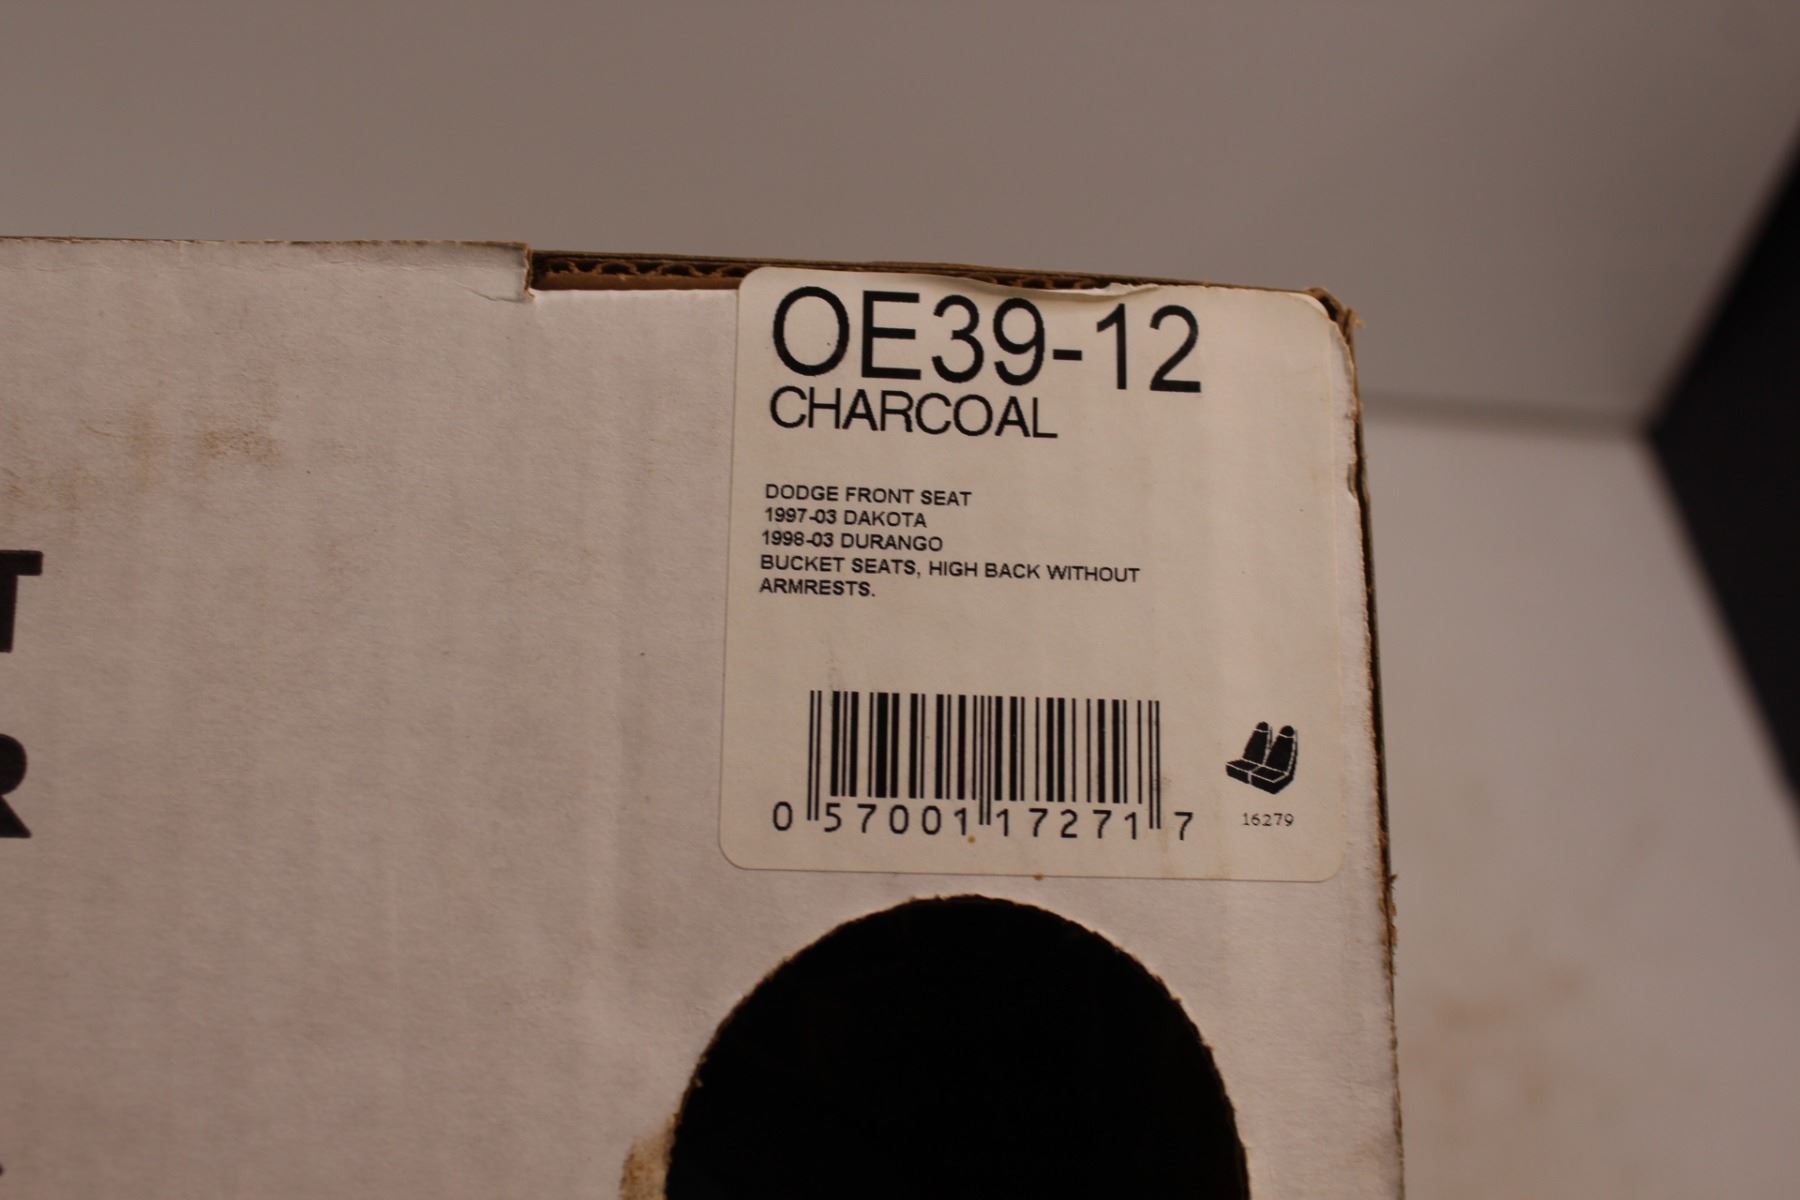 OE39-12
CHARCOAL
DODGE FRONT SEAT
1997-03 DAKOTA
1998-03 DURANGO
BUCKET SEATS, HIGH BACK WITHOUT
ARMRESTS.
0 57001 17271 7
16279
T
R